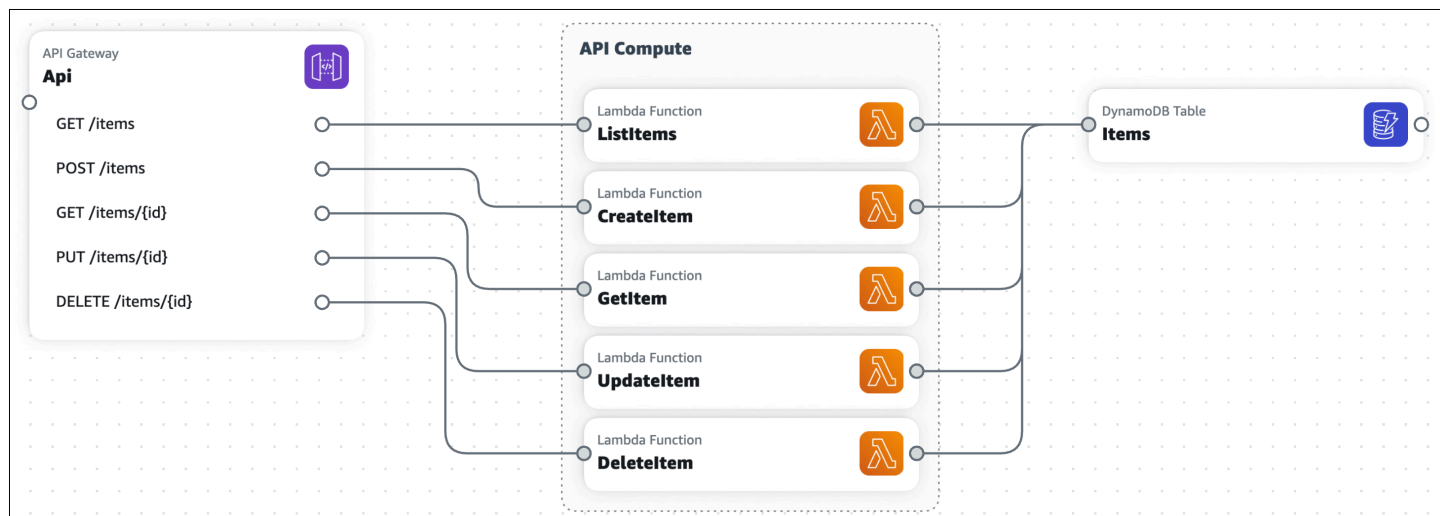 API Gateway
Api
GET /items
POST /items
GET /items/{id}
PUT /items/{id}
DELETE /items/{id}
API Compute
Lambda Function
ListItems
Lambda Function
CreateItem
Lambda Function
GetItem
Lambda Function
UpdateItem
Lambda Function
DeleteItem
DynamoDB Table
Items